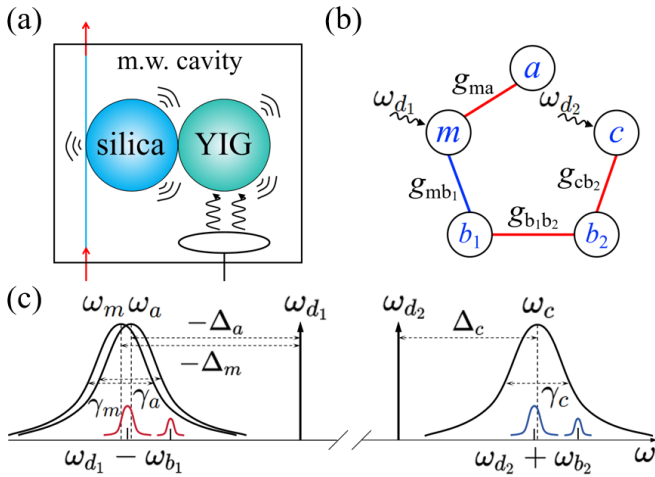 (a)
m.w. cavity
silica
YIG
(b)
a
g_ma
ω_d₁
ω_d₂
m
c
g_mb₁
g_cb₂
b₁
g_b₁b₂
b₂
(c)
ω_m ω_a
−Δ_a
ω_d₁
−Δ_m
γ_m
γ_a
ω_d₁ − ω_b₁
ω_d₂
Δ_c
ω_c
γ_c
ω_d₂ + ω_b₂
ω